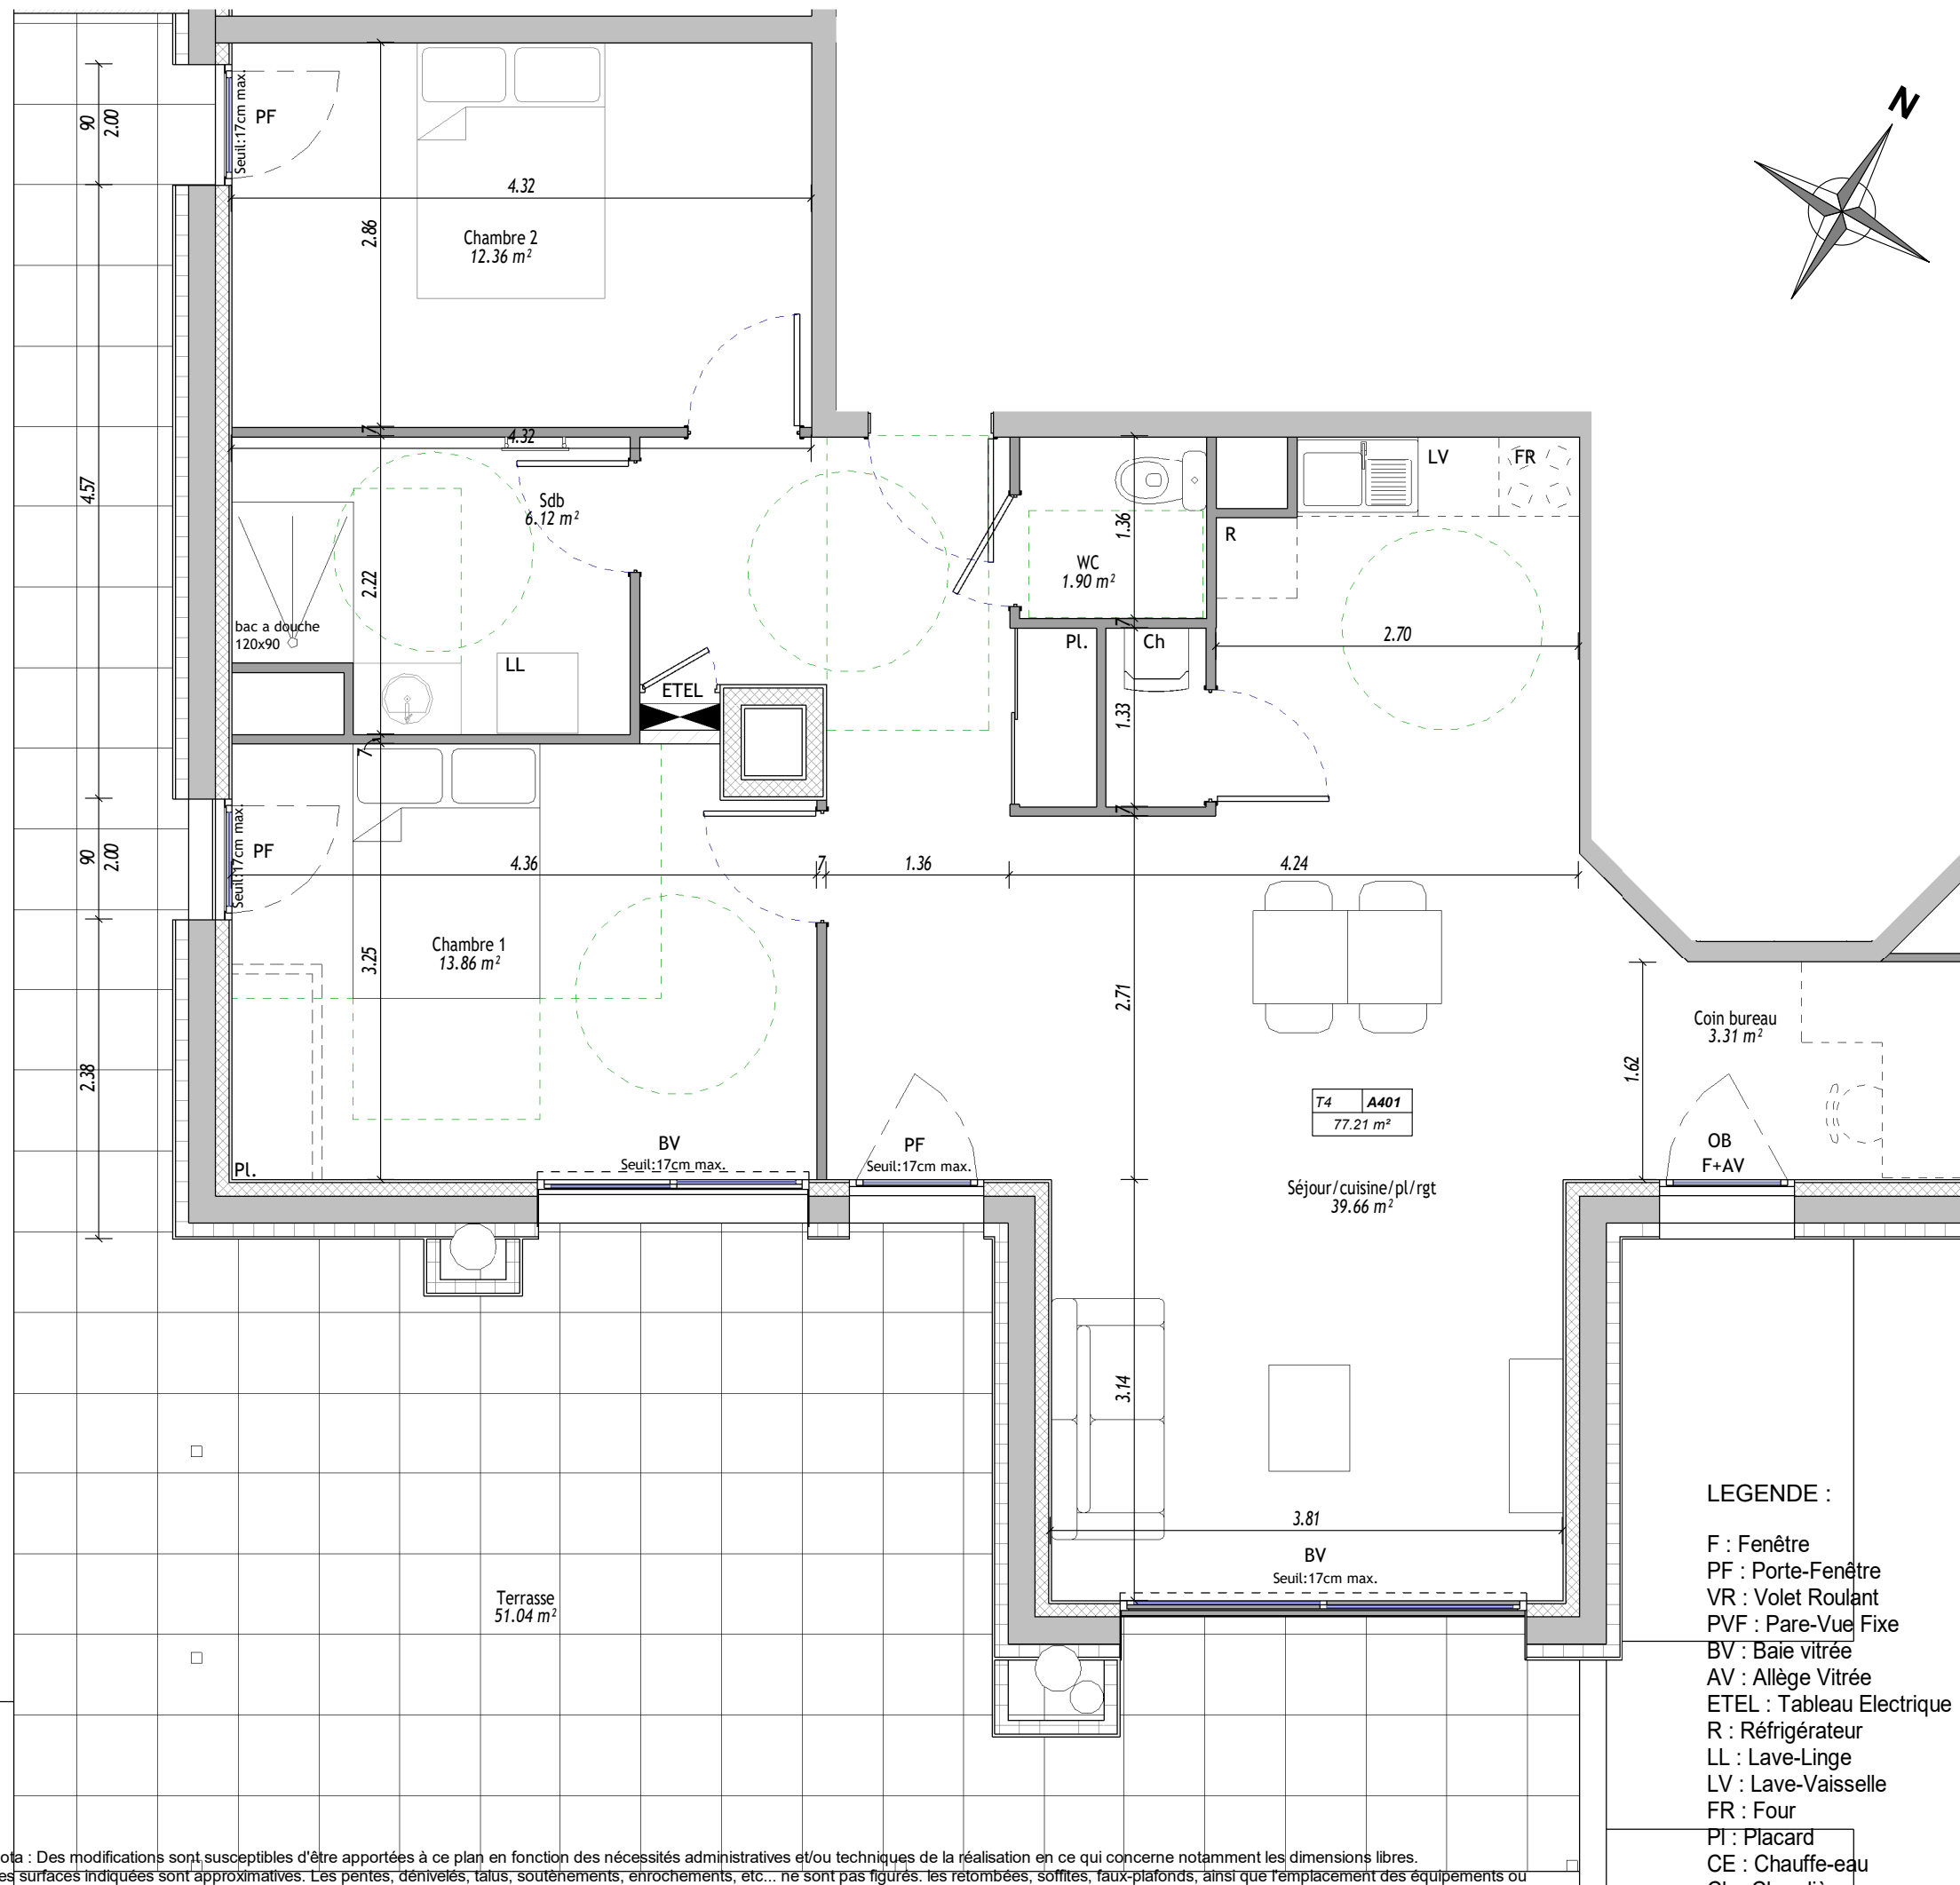 N
90
2.00
Seuil:17cm max.
PF
4.32
2.86
Chambre 2
12.36 m²
7
4.32
4.57
Sdb
6.12 m²
2.22
bac a douche
120x90
LL
ETEL
7
WC
1.90 m²
1.36
7
LV
FR
R
Pl.
Ch
1.33
7
2.70
90
2.00
Seuil:17cm max.
PF
4.36
7
1.36
4.24
Chambre 1
13.86 m²
3.25
2.71
2.38
Coin bureau
3.31 m²
1.62
T4
A401
77.21 m²
Pl.
BV
Seuil:17cm max.
PF
Seuil:17cm max.
OB
F+AV
Séjour/cuisine/pl/rgt
39.66 m²
3.14
3.81
BV
Seuil:17cm max.
Terrasse
51.04 m²
LEGENDE :
F : Fenêtre
PF : Porte-Fenêtre
VR : Volet Roulant
PVF : Pare-Vue Fixe
BV : Baie vitrée
AV : Allège Vitrée
ETEL : Tableau Electrique
R : Réfrigérateur
LL : Lave-Linge
LV : Lave-Vaisselle
FR : Four
Pl : Placard
CE : Chauffe-eau
ota : Des modifications sont susceptibles d'être apportées à ce plan en fonction des nécessités administratives et/ou techniques de la réalisation en ce qui concerne notamment les dimensions libres.
es surfaces indiquées sont approximatives. Les pentes, dénivelés, talus, soutènements, enrochements, etc... ne sont pas figurés. les retombées, soffites, faux-plafonds, ainsi que l'emplacement des équipements ou